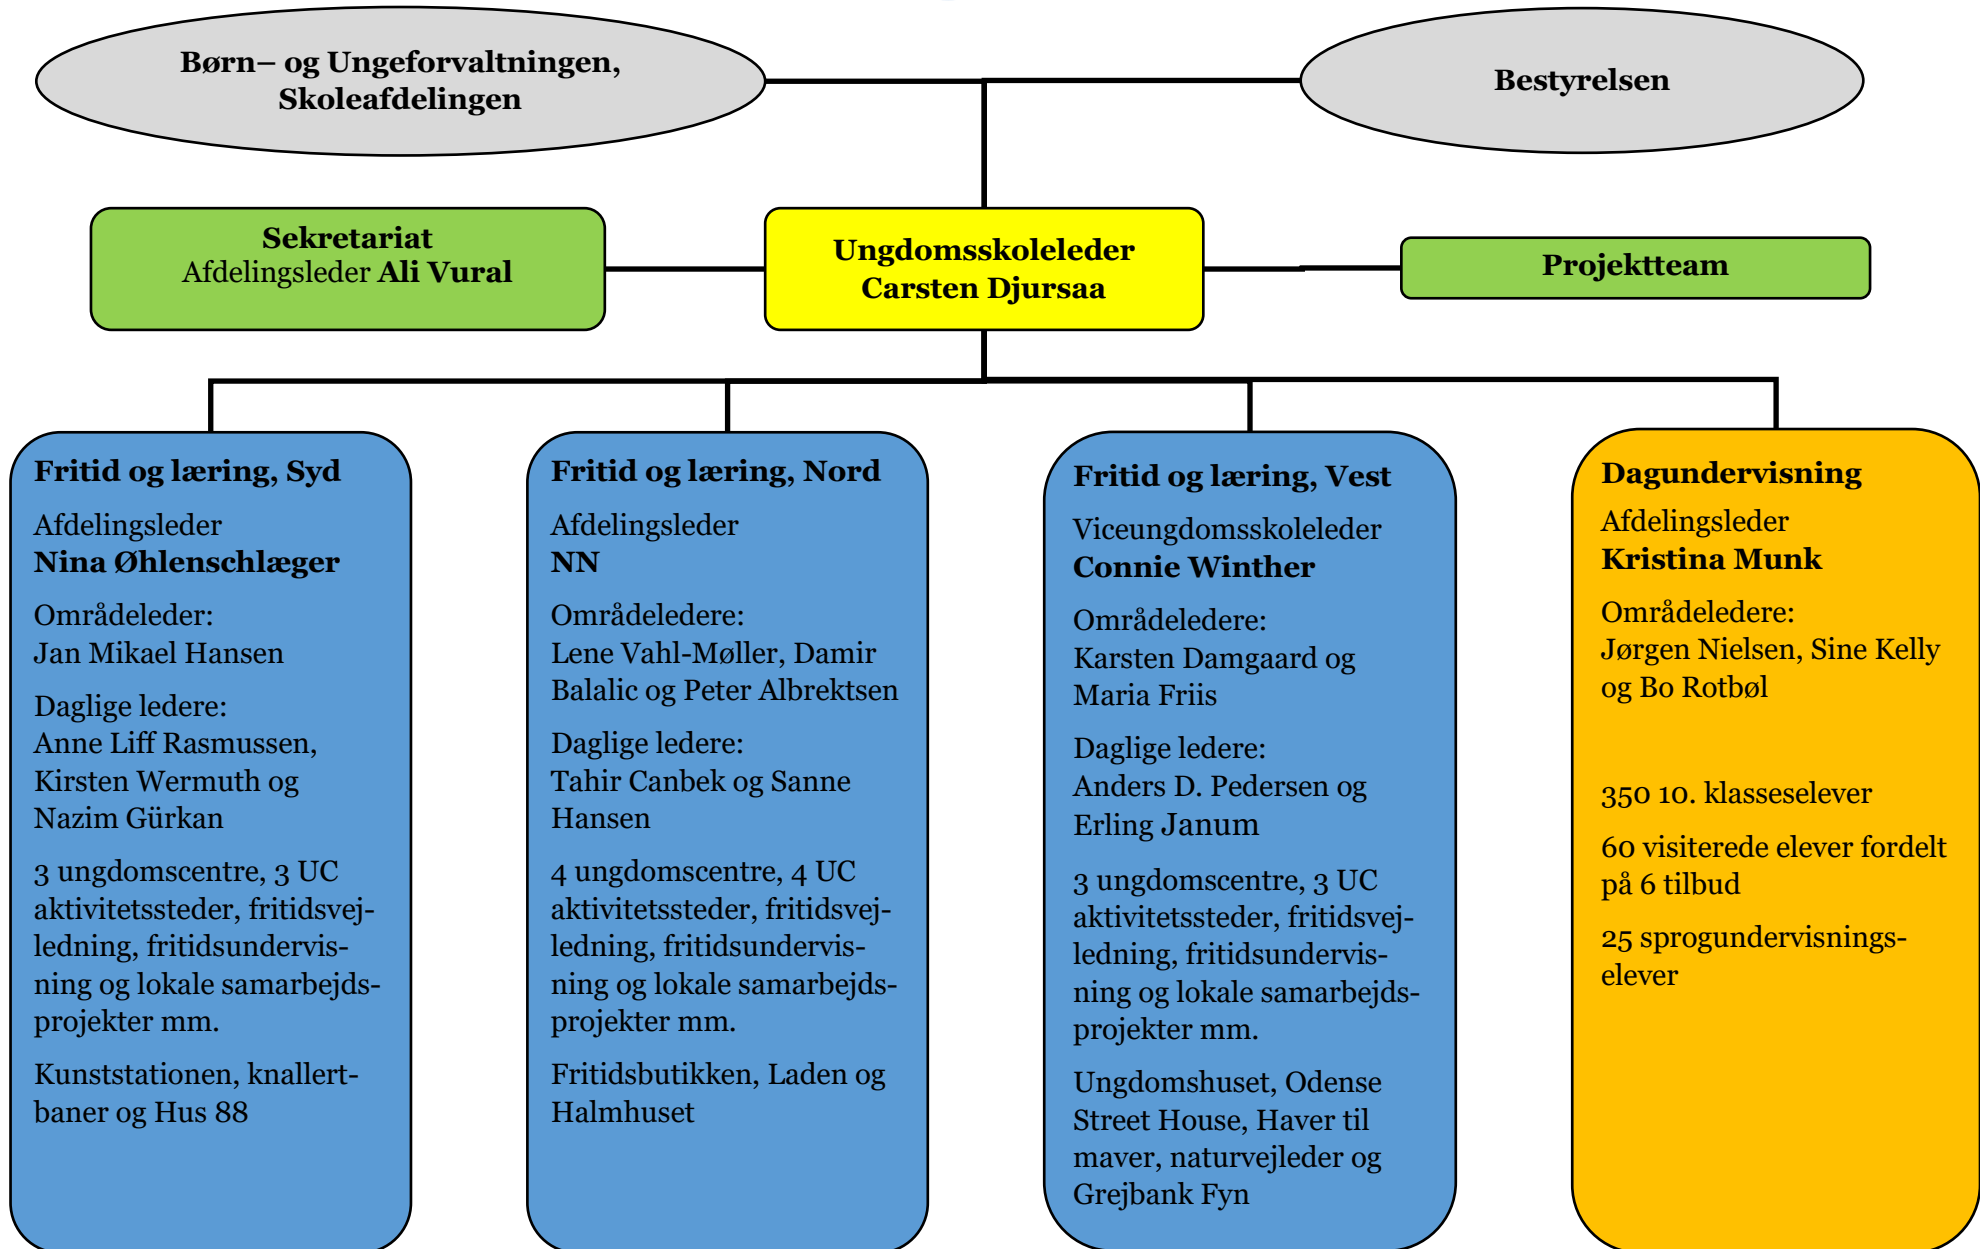 Børn– og Ungeforvaltningen,
Skoleafdelingen
Bestyrelsen
Sekretariat
Afdelingsleder Ali Vural
Ungdomsskoleleder
Carsten Djursaa
Projektteam
Fritid og læring, Syd
Afdelingsleder
Nina Øhlenschlæger
Områdeleder:
Jan Mikael Hansen
Daglige ledere:
Anne Liff Rasmussen,
Kirsten Wermuth og
Nazim Gürkan
3 ungdomscentre, 3 UC
aktivitetssteder, fritidsvej-
ledning, fritidsundervis-
ning og lokale samarbejds-
projekter mm.
Kunststationen, knallert-
baner og Hus 88
Fritid og læring, Nord
Afdelingsleder
NN
Områdeledere:
Lene Vahl-Møller, Damir
Balalic og Peter Albrektsen
Daglige ledere:
Tahir Canbek og Sanne
Hansen
4 ungdomscentre, 4 UC
aktivitetssteder, fritidsvej-
ledning, fritidsundervis-
ning og lokale samarbejds-
projekter mm.
Fritidsbutikken, Laden og
Halmhuset
Fritid og læring, Vest
Viceungdomsskoleleder
Connie Winther
Områdeledere:
Karsten Damgaard og
Maria Friis
Daglige ledere:
Anders D. Pedersen og
Erling Janum
3 ungdomscentre, 3 UC
aktivitetssteder, fritidsvej-
ledning, fritidsundervis-
ning og lokale samarbejds-
projekter mm.
Ungdomshuset, Odense
Street House, Haver til
maver, naturvejleder og
Grejbank Fyn
Dagundervisning
Afdelingsleder
Kristina Munk
Områdeledere:
Jørgen Nielsen, Sine Kelly
og Bo Rotbøl
350 10. klasseselever
60 visiterede elever fordelt
på 6 tilbud
25 sprogundervisnings-
elever